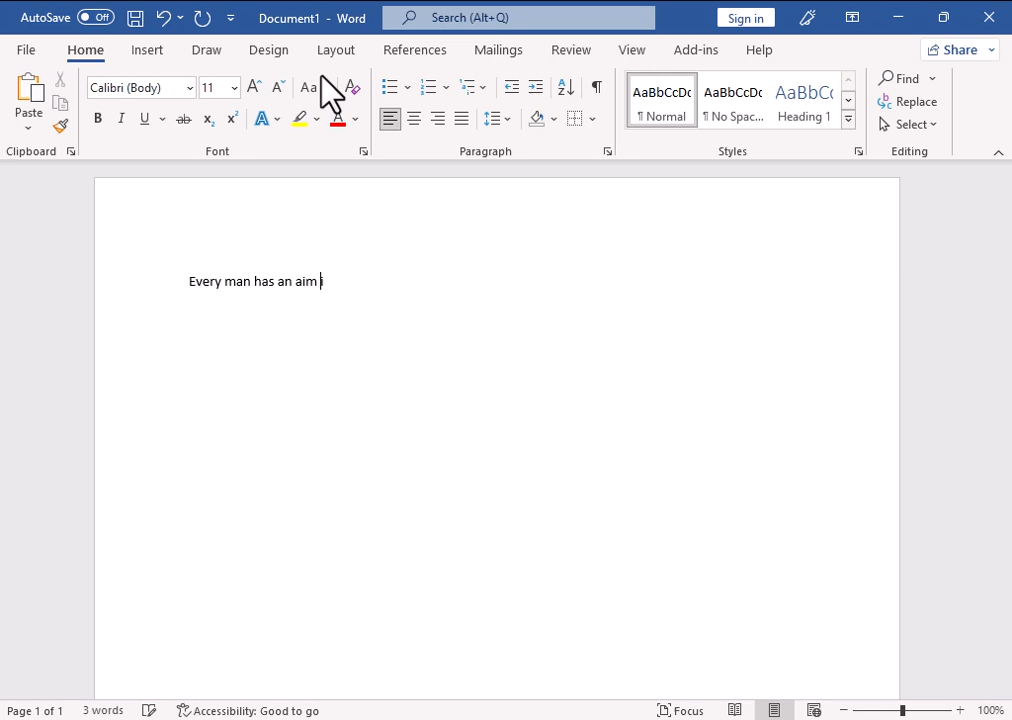 AutoSave Off Document1 - Word Search (Alt+Q) Sign in
File Home Insert Draw Design Layout References Mailings Review View Add-ins Help Share
Paste Calibri (Body) 11 Aa AaBbCcDc AaBbCcDc AaBbCc Find
¶ Normal ¶ No Spac... Heading 1 Replace
Select
Clipboard Font Paragraph Styles Editing
Every man has an aim i
Page 1 of 1 3 words Accessibility: Good to go Focus 100%